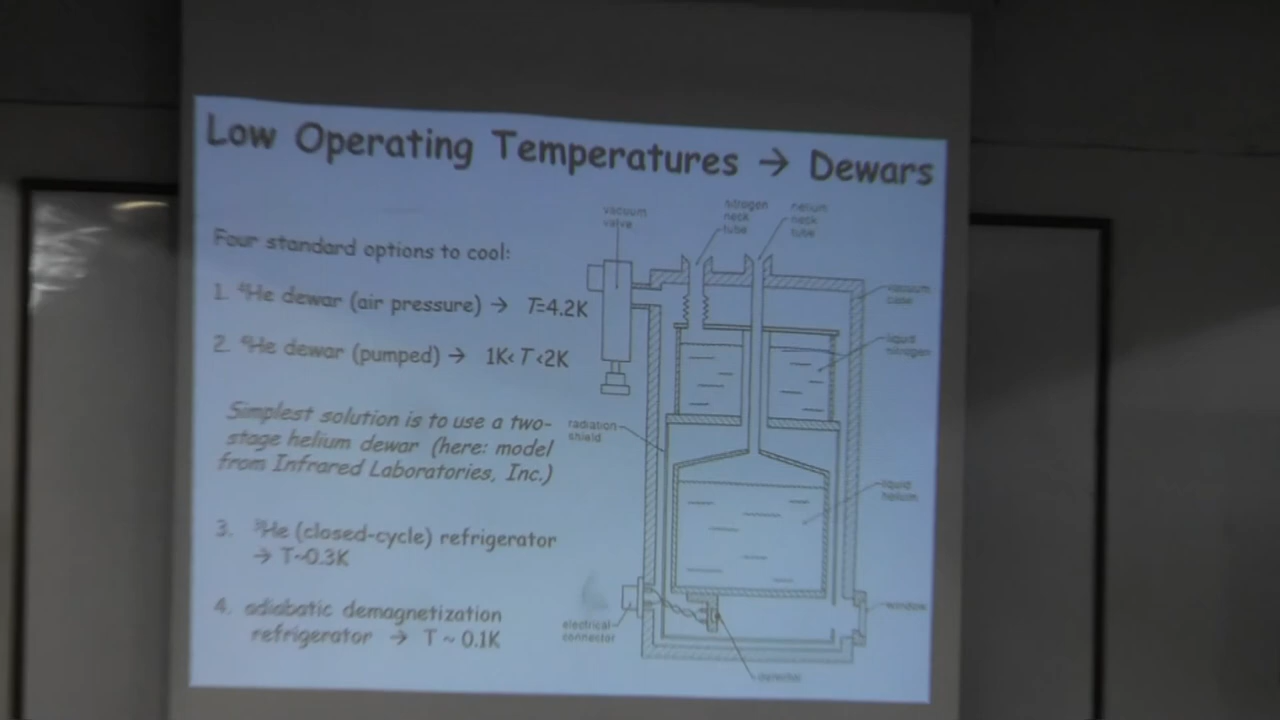 Low Operating Temperatures → Dewars
Four standard options to cool:
1. ⁴He dewar (air pressure) → T=4.2K
2. ⁴He dewar (pumped) → 1K< T <2K
Simplest solution is to use a two-
stage helium dewar (here: model
from Infrared Laboratories, Inc.)
3. ³He (closed-cycle) refrigerator
→ T~0.3K
4. adiabatic demagnetization
refrigerator → T ~ 0.1K
vacuum
valve
nitrogen
neck
tube
helium
neck
tube
vacuum
case
liquid
nitrogen
radiation
shield
liquid
helium
electrical
connector
window
detector